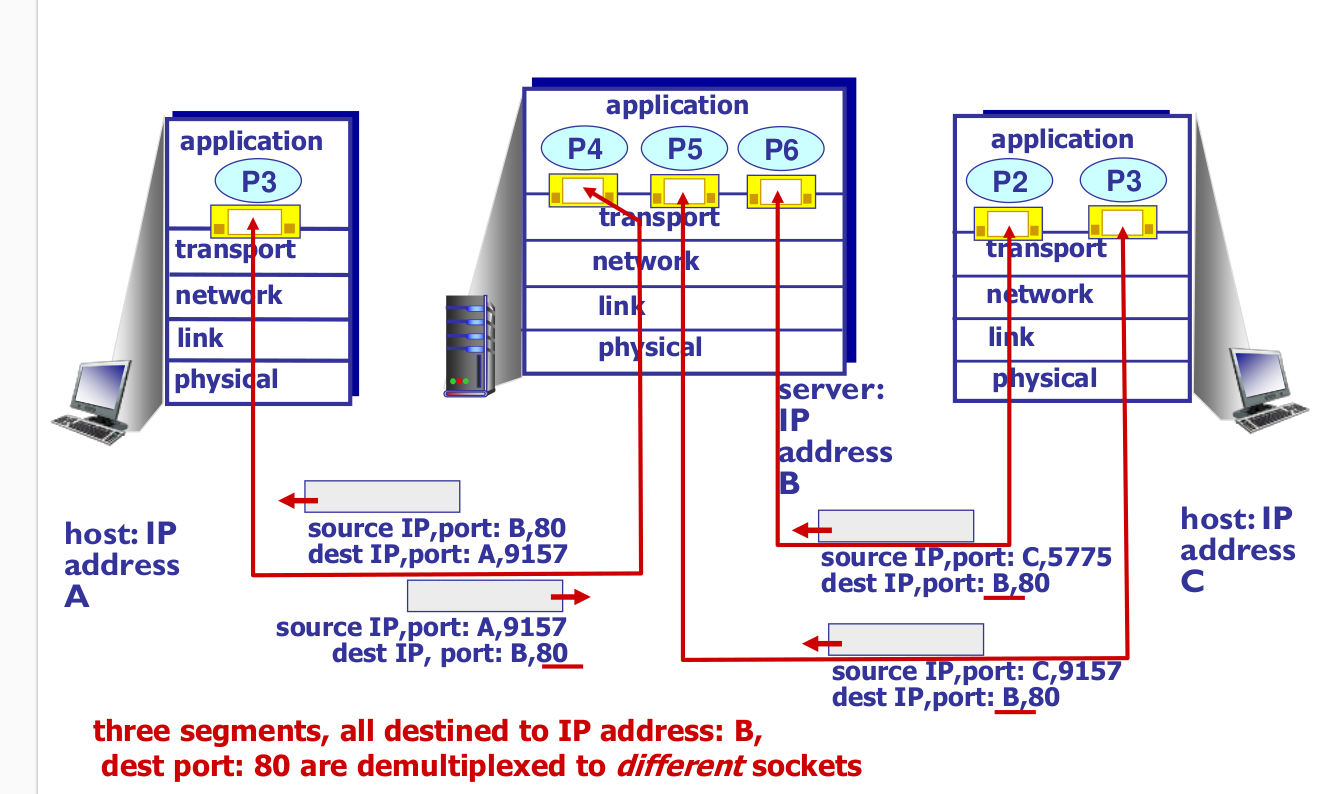 application
P3
transport
network
link
physical
host: IP
address
A
application
P4 P5 P6
transport
network
link
physical
server:
IP
address
B
application
P2 P3
transport
network
link
physical
host: IP
address
C
source IP,port: B,80
dest IP,port: A,9157
source IP,port: A,9157
dest IP, port: B,80
source IP,port: C,5775
dest IP,port: B,80
source IP,port: C,9157
dest IP,port: B,80
three segments, all destined to IP address: B,
dest port: 80 are demultiplexed to different sockets